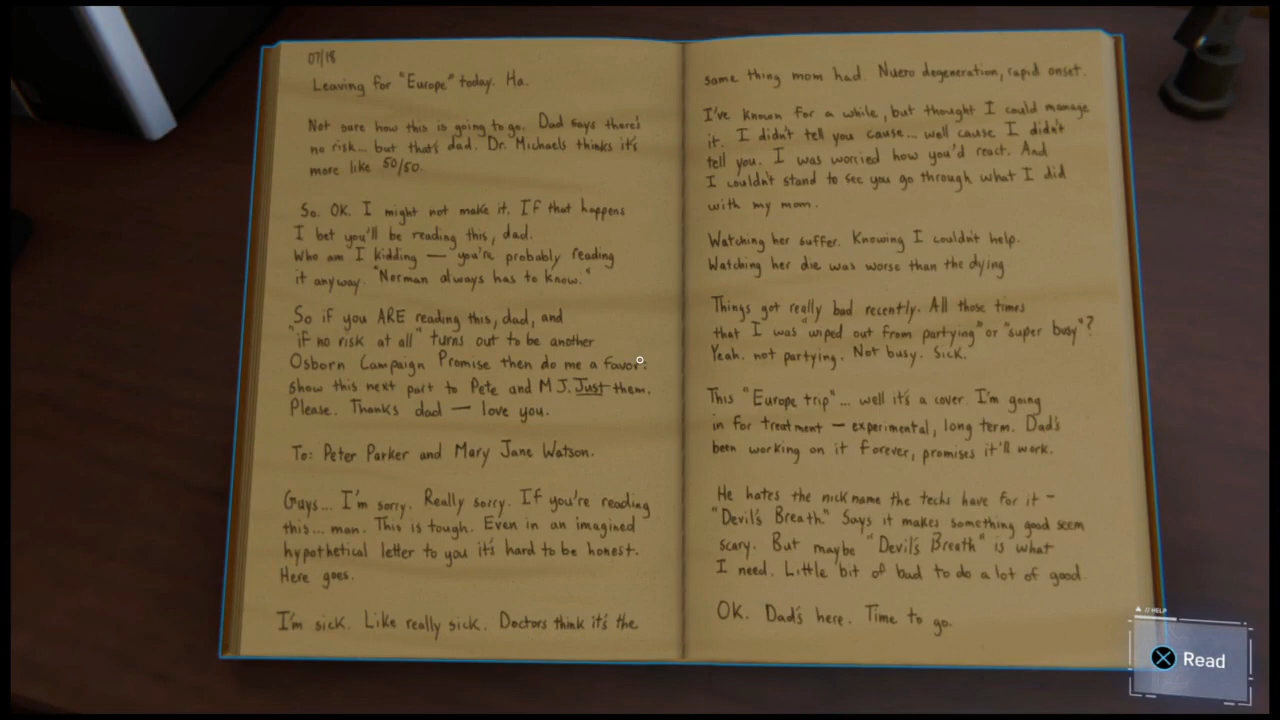 07/18
Leaving for "Europe" today. Ha.
Not sure how this is going to go. Dad says there's
no risk... but that's dad. Dr. Michaels thinks it's
more like 50/50.
So. OK. I might not make it. If that happens
I bet you'll be reading this, dad.
Who am I kidding — you're probably reading
it anyway. "Norman always has to know."
So if you ARE reading this, dad, and
"if no risk at all" turns out to be another
Osborn Campaign Promise then do me a favor:
show this next part to Pete and MJ. Just them.
Please. Thanks dad — love you.
To: Peter Parker and Mary Jane Watson.
Guys... I'm sorry. Really sorry. If you're reading
this... man. This is tough. Even in an imagined
hypothetical letter to you it's hard to be honest.
Here goes.
I'm sick. Like really sick. Doctors think it's the
same thing mom had. Nuero degeneration, rapid onset.
I've known for a while, but thought I could manage
it. I didn't tell you cause... well cause I didn't
tell you. I was worried how you'd react. And
I couldn't stand to see you go through what I did
with my mom.
Watching her suffer. Knowing I couldn't help.
Watching her die was worse than the dying
Things got really bad recently. All those times
that I was "wiped out from partying" or "super busy"?
Yeah. not partying. Not busy. Sick.
This "Europe trip"... well it's a cover. I'm going
in for treatment — experimental, long term. Dad's
been working on it forever, promises it'll work.
He hates the nickname the techs have for it -
"Devil's Breath." Says it makes something good seem
scary. But maybe "Devil's Breath" is what
I need. Little bit of bad to do a lot of good
OK. Dad's here. Time to go.
// HELP
Read